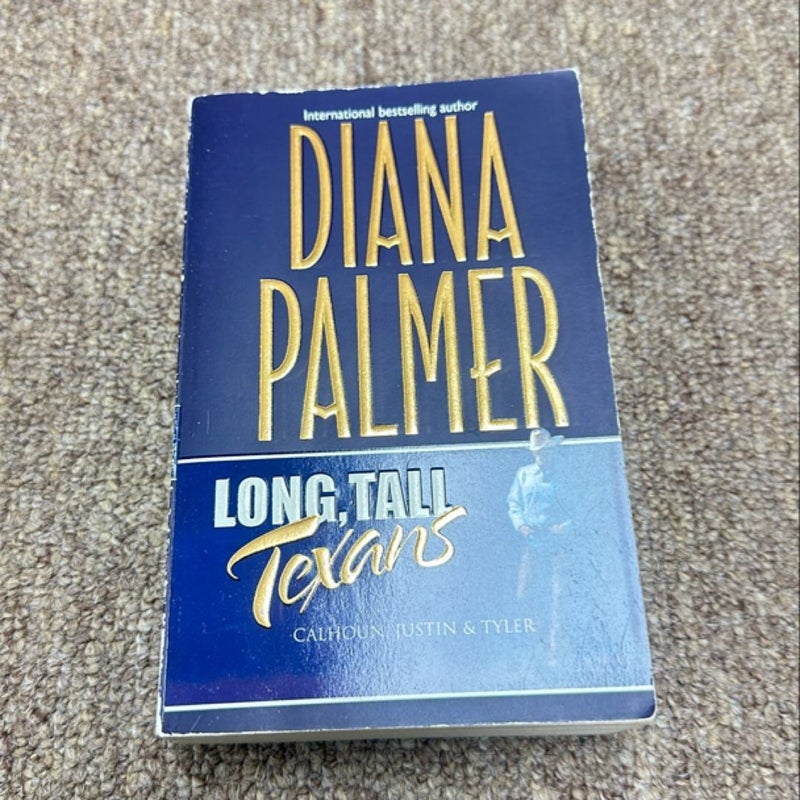 International bestselling author
DIANA
PALMER
LONG, TALL
Texans
CALHOUN, JUSTIN & TYLER